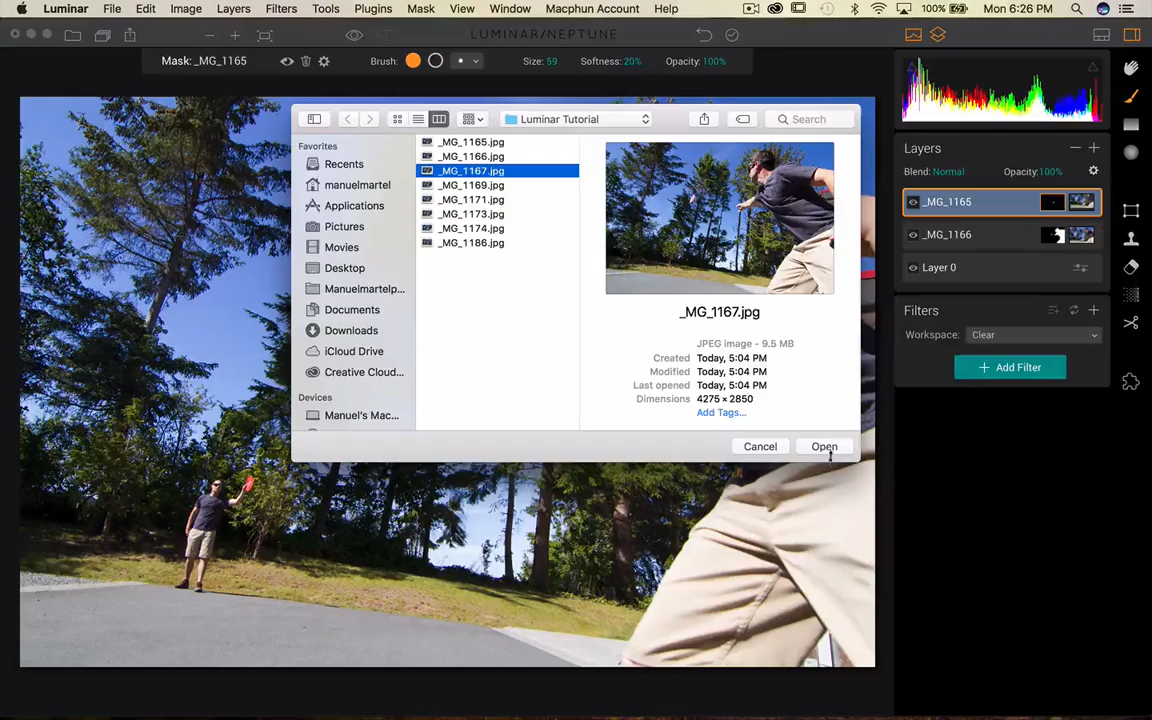 Luminar File Edit Image Layers Filters Tools Plugins Mask View Window Macphun Account Help 100% Mon 6:26 PM
LUMINAR/NEPTUNE
Mask: _MG_1165 Brush: Size: 59 Softness: 20% Opacity: 100%
Luminar Tutorial
Search
Favorites
Recents
manuelmartel
Applications
Pictures
Movies
Desktop
Manuelmartelp...
Documents
Downloads
iCloud Drive
Creative Cloud...
Devices
Manuel's Mac...
_MG_1165.jpg
_MG_1166.jpg
_MG_1167.jpg
_MG_1169.jpg
_MG_1171.jpg
_MG_1173.jpg
_MG_1174.jpg
_MG_1186.jpg
_MG_1167.jpg
JPEG image - 9.5 MB
Created Today, 5:04 PM
Modified Today, 5:04 PM
Last opened Today, 5:04 PM
Dimensions 4275 × 2850
Add Tags...
Cancel Open
Layers
Blend: Normal Opacity:100%
_MG_1165
_MG_1166
Layer 0
Filters
Workspace: Clear
Add Filter